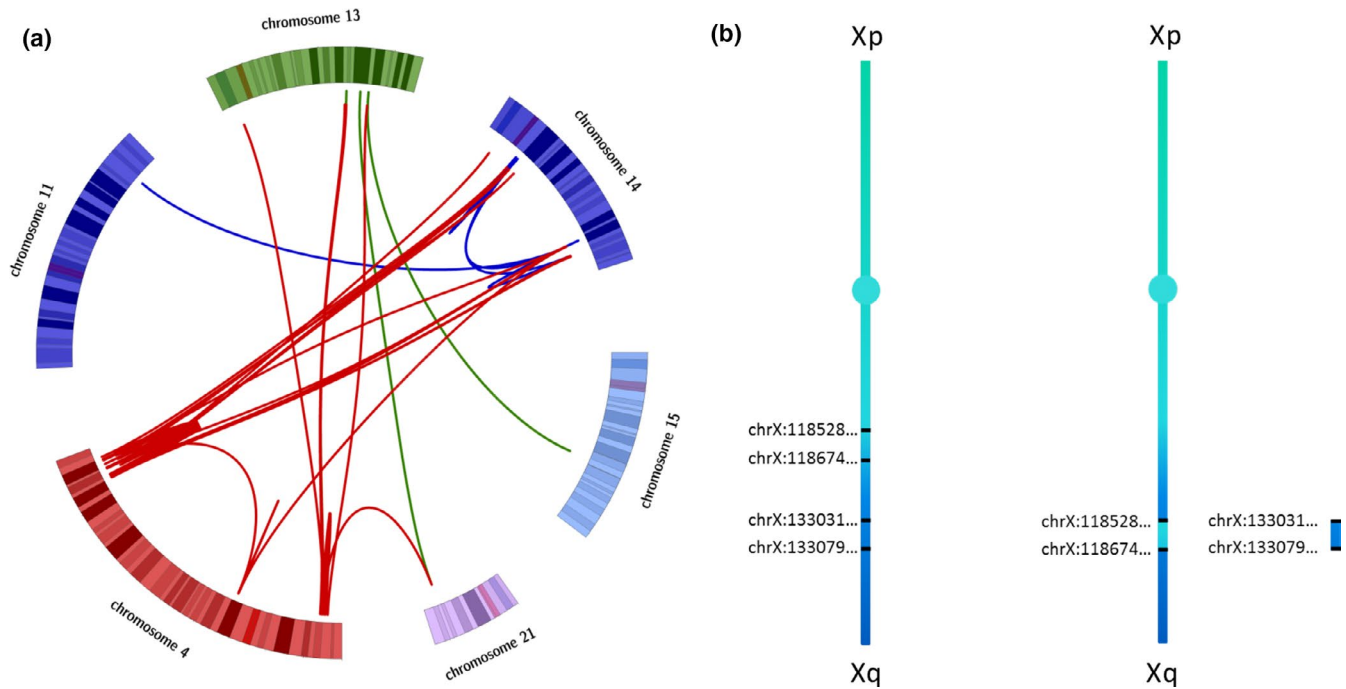 (a)
chromosome 13
chromosome 14
chromosome 11
chromosome 15
chromosome 4
chromosome 21
(b)
Xp
chrX:118528...
chrX:118674...
chrX:133031...
chrX:133079...
Xq
Xp
chrX:118528...
chrX:118674...
chrX:133031...
chrX:133079...
Xq